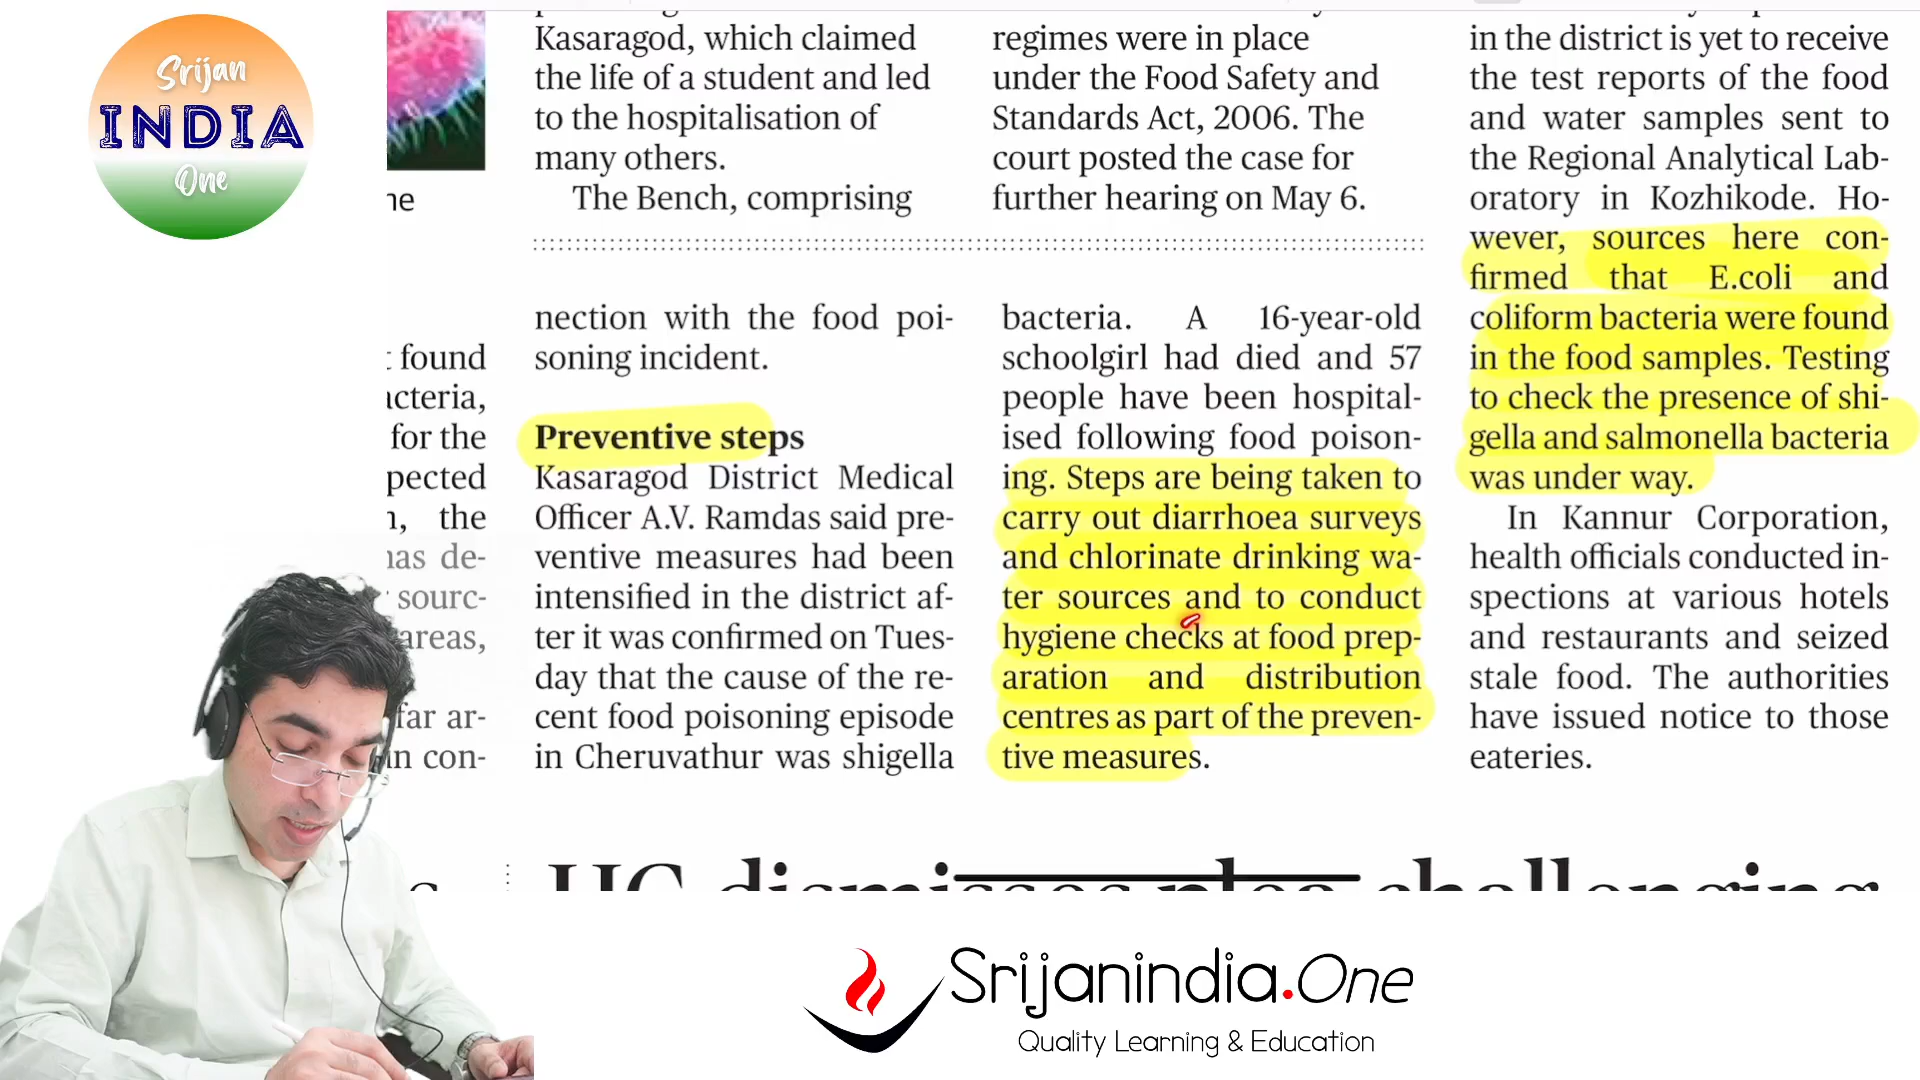 Srijan
INDIA
One
Kasaragod, which claimed
the life of a student and led
to the hospitalisation of
many others.
The Bench, comprising
regimes were in place
under the Food Safety and
Standards Act, 2006. The
court posted the case for
further hearing on May 6.
found
for the
the
sourc-
areas,
far ar-
con-
nection with the food poi-
soning incident.
Preventive steps
Kasaragod District Medical
Officer A.V. Ramdas said pre-
ventive measures had been
intensified in the district af-
ter it was confirmed on Tues-
day that the cause of the re-
cent food poisoning episode
in Cheruvathur was shigella
bacteria. A 16-year-old
schoolgirl had died and 57
people have been hospital-
ised following food poison-
ing. Steps are being taken to
carry out diarrhoea surveys
and chlorinate drinking wa-
ter sources and to conduct
hygiene checks at food prep-
aration and distribution
centres as part of the preven-
tive measures.
in the district is yet to receive
the test reports of the food
and water samples sent to
the Regional Analytical Lab-
oratory in Kozhikode. Ho-
wever, sources here con-
firmed that E.coli and
coliform bacteria were found
in the food samples. Testing
to check the presence of shi-
gella and salmonella bacteria
was under way.
In Kannur Corporation,
health officials conducted in-
spections at various hotels
and restaurants and seized
stale food. The authorities
have issued notice to those
eateries.
HC dismisses plea challenging
Srijanindia.One
Quality Learning & Education